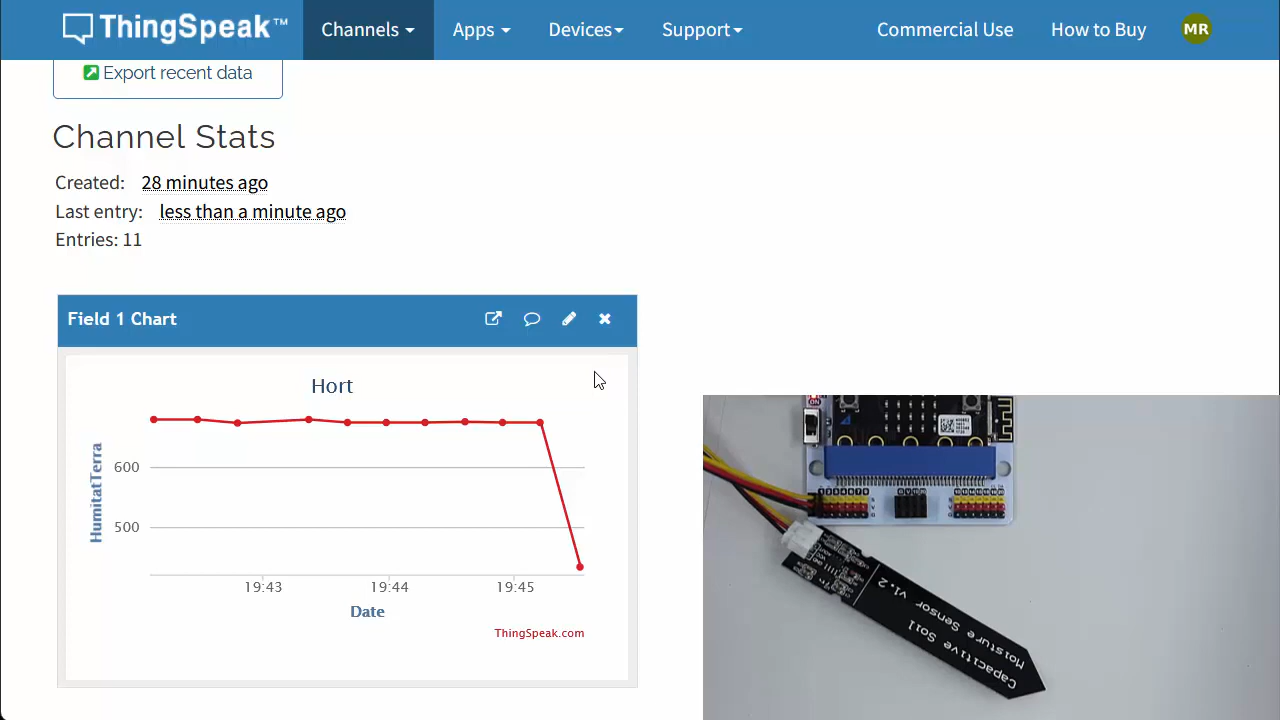 ThingSpeak™ Channels Apps Devices Support Commercial Use How to Buy MR
Export recent data
Channel Stats
Created: 28 minutes ago
Last entry: less than a minute ago
Entries: 11
Field 1 Chart
Hort
HumitatTerra
600
500
19:43 19:44 19:45
Date
ThingSpeak.com
ON
Capacitive Soil
Moisture Sensor v1.2